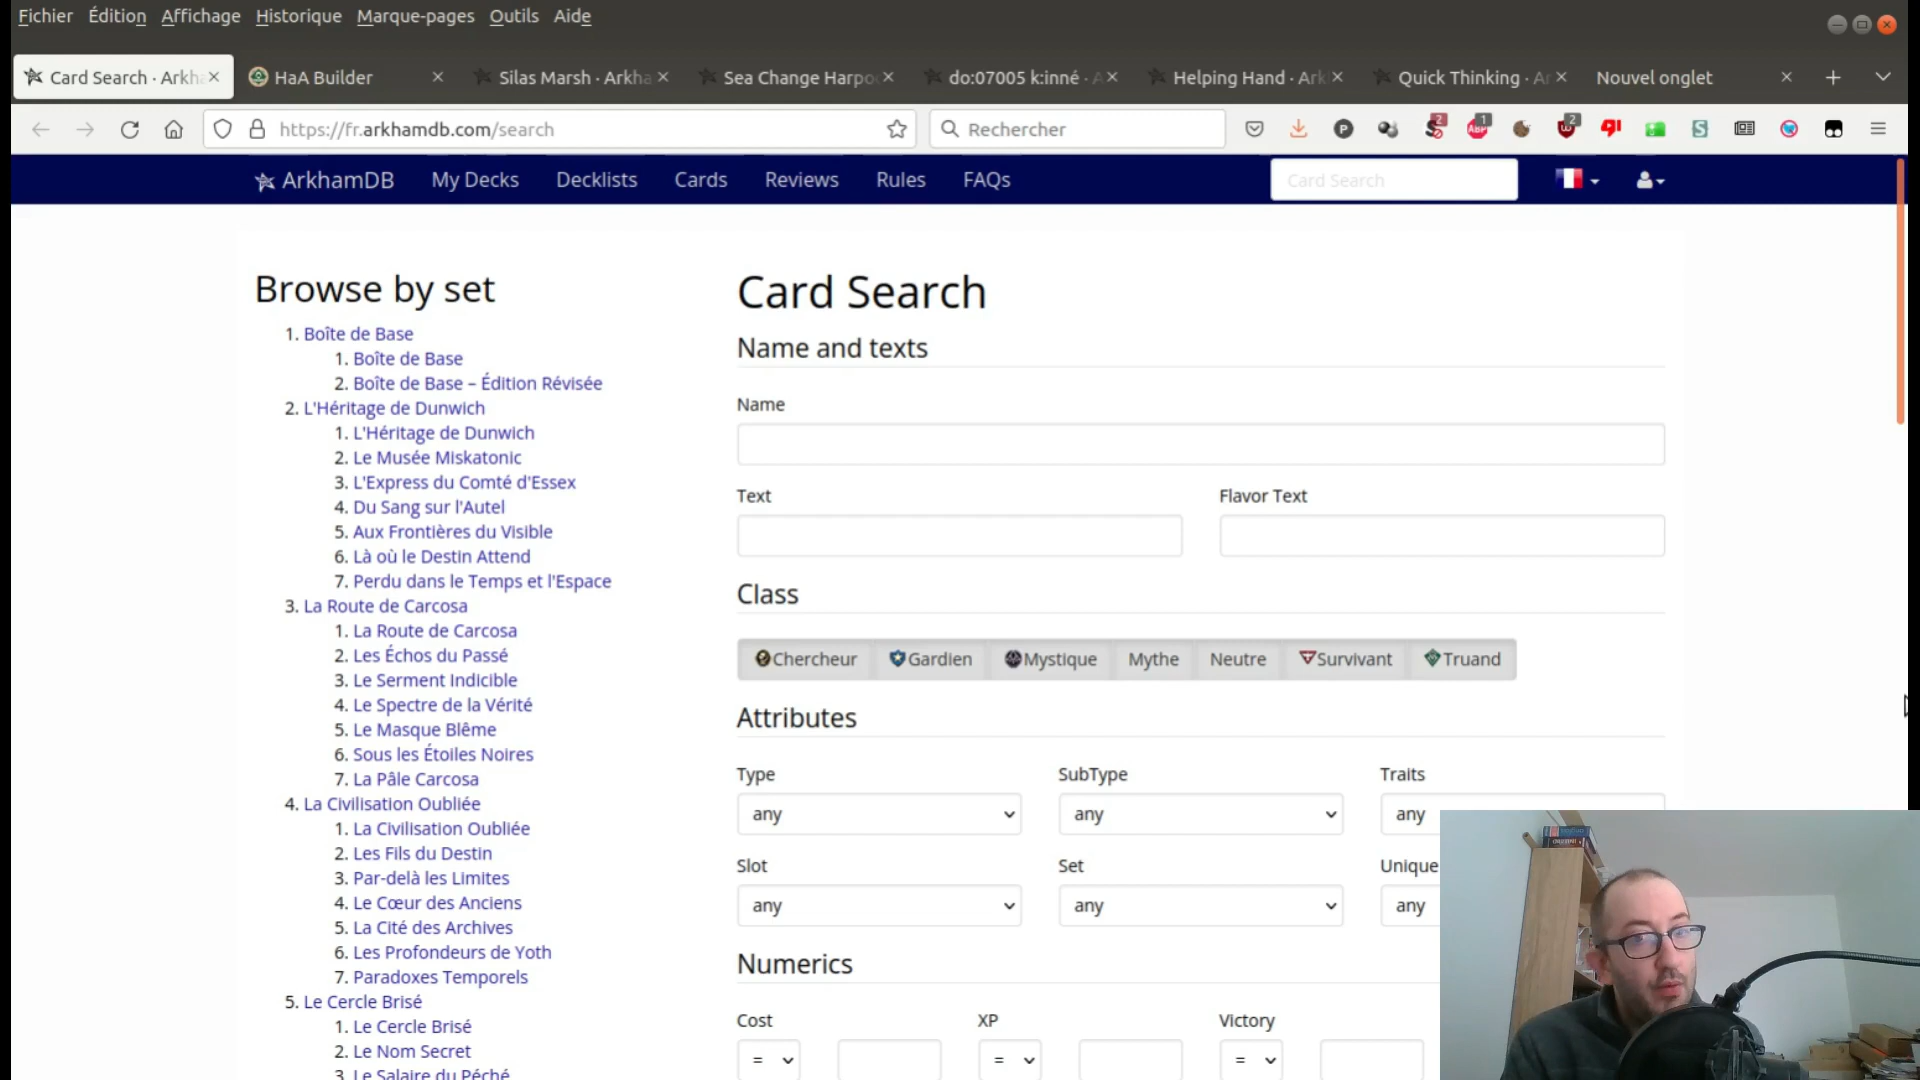 Fichier Édition Affichage Historique Marque-pages Outils Aide
Card Search · Arkha HaA Builder Silas Marsh · Arkha Sea Change Harpo do:07005 k:inné · A Helping Hand · Ark Quick Thinking · Ar Nouvel onglet
https://fr.arkhamdb.com/search Rechercher
ArkhamDB My Decks Decklists Cards Reviews Rules FAQs Card Search
Browse by set
1. Boîte de Base
1. Boîte de Base
2. Boîte de Base – Édition Révisée
2. L'Héritage de Dunwich
1. L'Héritage de Dunwich
2. Le Musée Miskatonic
3. L'Express du Comté d'Essex
4. Du Sang sur l'Autel
5. Aux Frontières du Visible
6. Là où le Destin Attend
7. Perdu dans le Temps et l'Espace
3. La Route de Carcosa
1. La Route de Carcosa
2. Les Échos du Passé
3. Le Serment Indicible
4. Le Spectre de la Vérité
5. Le Masque Blême
6. Sous les Étoiles Noires
7. La Pâle Carcosa
4. La Civilisation Oubliée
1. La Civilisation Oubliée
2. Les Fils du Destin
3. Par-delà les Limites
4. Le Cœur des Anciens
5. La Cité des Archives
6. Les Profondeurs de Yoth
7. Paradoxes Temporels
5. Le Cercle Brisé
1. Le Cercle Brisé
2. Le Nom Secret
3. Le Salaire du Péché
Card Search
Name and texts
Name
Text Flavor Text
Class
Chercheur Gardien Mystique Mythe Neutre Survivant Truand
Attributes
Type SubType Traits
any any any
Slot Set Unique
any any any
Numerics
Cost XP Victory
= = =